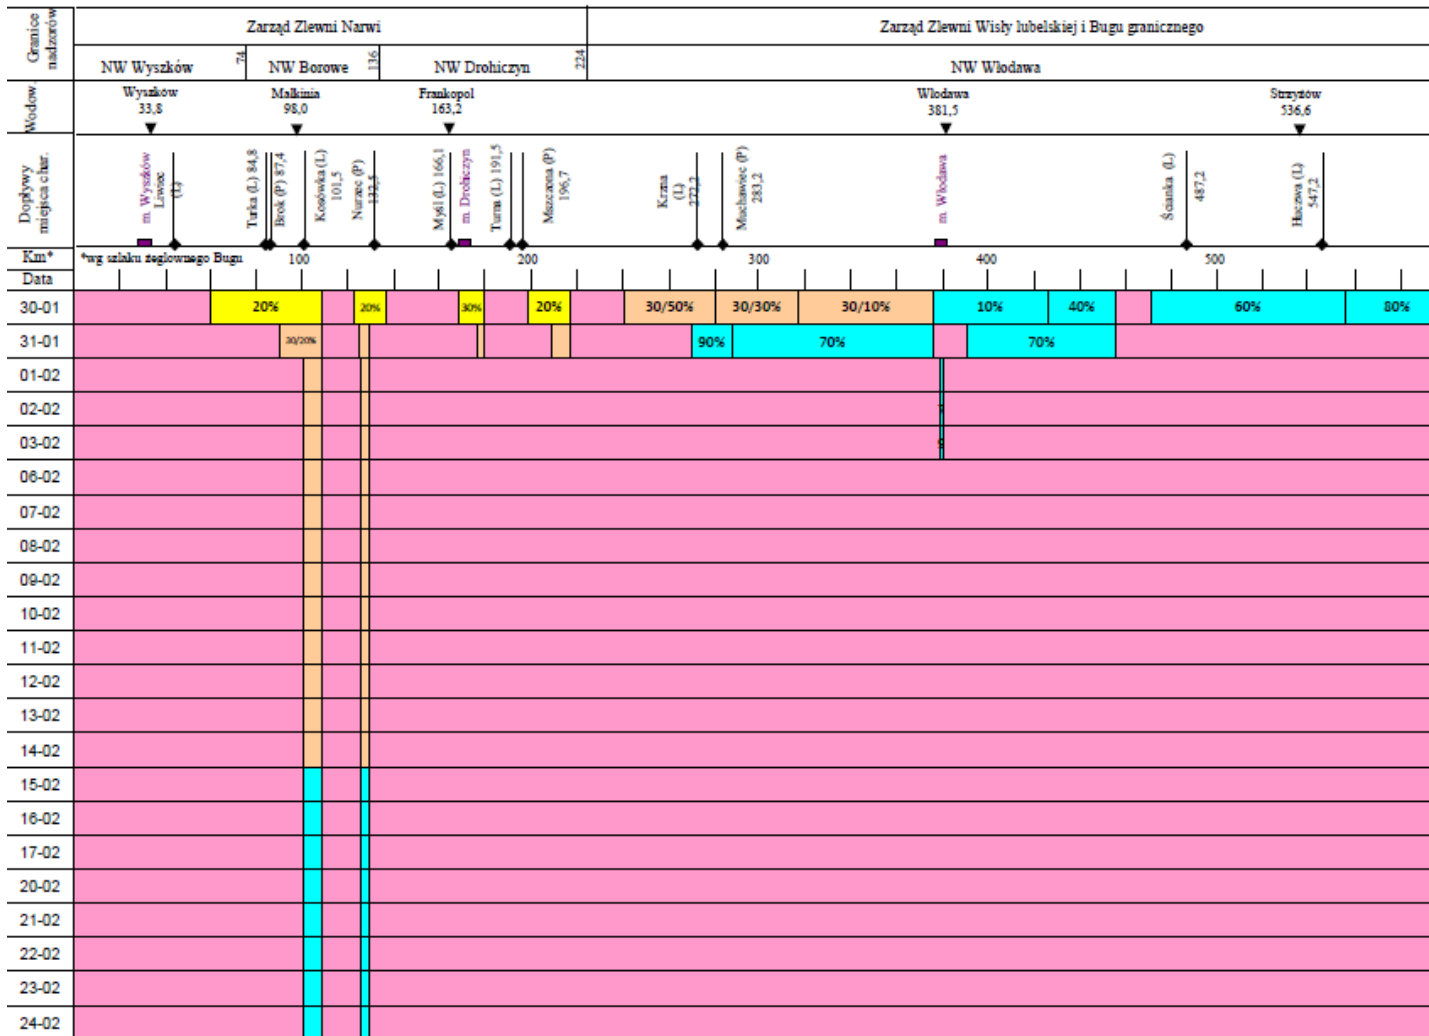 Granice nadzorów
Zarząd Zlewni Narwi
Zarząd Zlewni Wisły lubelskiej i Bugu granicznego
NW Wyszków
74
NW Borowe
136
NW Drohiczyn
224
NW Włodawa
Wodow.
Wyszków
33,8
Małkinia
98,0
Frankopol
163,2
Włodawa
381,5
Strzyżów
536,6
Dopływy
miejsca char.
m. Wyszków
Liwiec
(L)
Turka (L) 84,8
Brok (P) 87,4
Kosówka (L)
101,5
Nurzec (P)
132,5
Myśl (L) 166,1
m. Drohiczyn
Turna (L) 191,5
Mszczona (P)
196,7
Krzna
(L)
272,2
Muchawiec (P)
283,2
m. Włodawa
Ścianka (L)
487,2
Huczwa (L)
547,2
Km*
*wg szlaku żeglownego Bugu
100
200
300
400
500
Data
30-01
20%
20%
30%
20%
30/50%
30/30%
30/10%
10%
40%
60%
80%
31-01
30/20%
90%
70%
70%
01-02
02-02
03-02
06-02
07-02
08-02
09-02
10-02
11-02
12-02
13-02
14-02
15-02
16-02
17-02
20-02
21-02
22-02
23-02
24-02